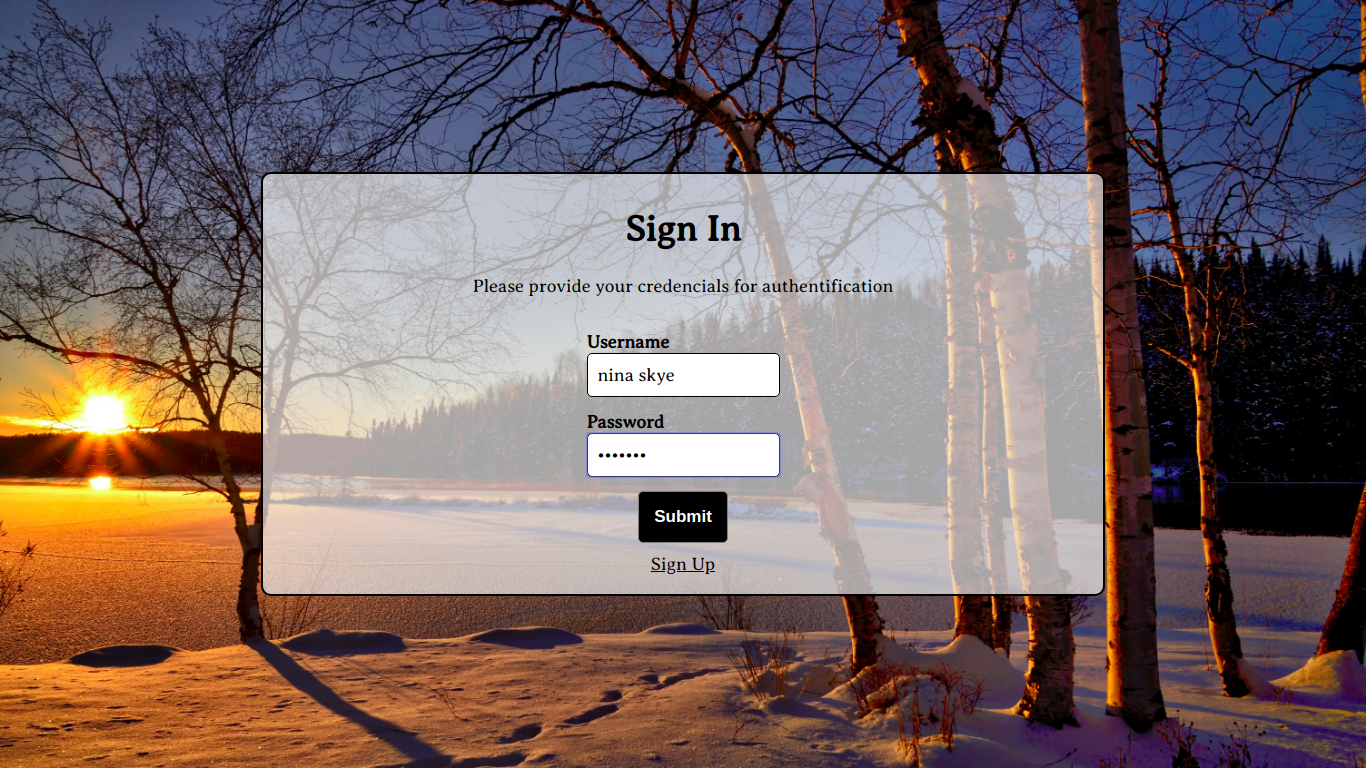 Sign In
Please provide your credencials for authentification
Username
nina skye
Password
•••••••
Submit
Sign Up